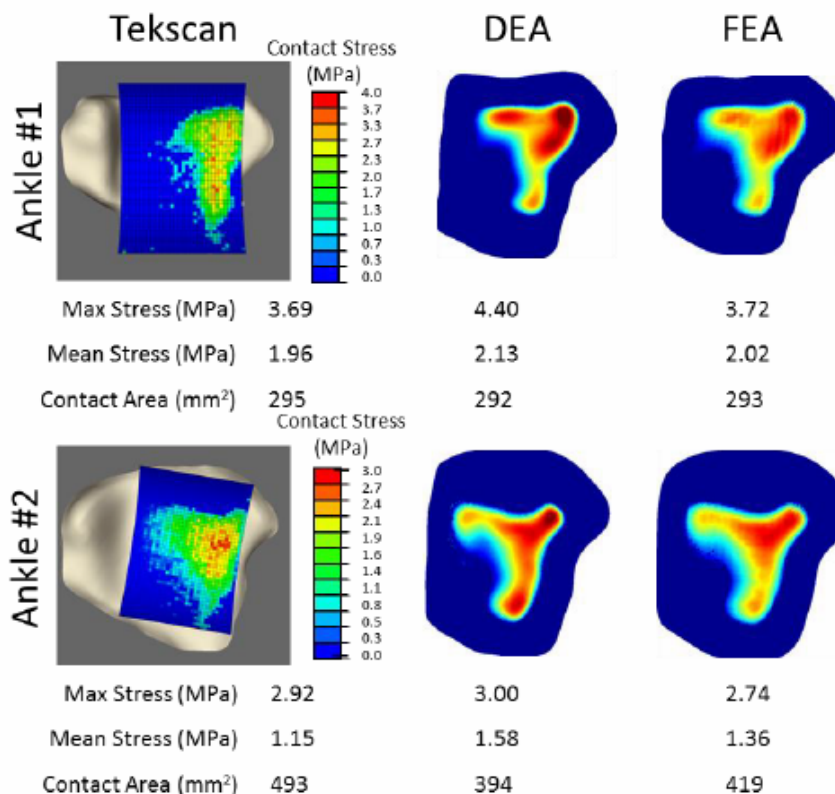 Tekscan DEA FEA
Contact Stress
(MPa)
Ankle #1
4.0
3.7
3.3
2.7
2.3
2.0
1.7
1.3
1.0
0.7
0.3
0.0
Max Stress (MPa) 3.69 4.40 3.72
Mean Stress (MPa) 1.96 2.13 2.02
Contact Area (mm²) 295 292 293
Contact Stress
(MPa)
Ankle #2
3.0
2.7
2.4
2.1
1.9
1.6
1.4
1.1
0.8
0.5
0.3
0.0
Max Stress (MPa) 2.92 3.00 2.74
Mean Stress (MPa) 1.15 1.58 1.36
Contact Area (mm²) 493 394 419